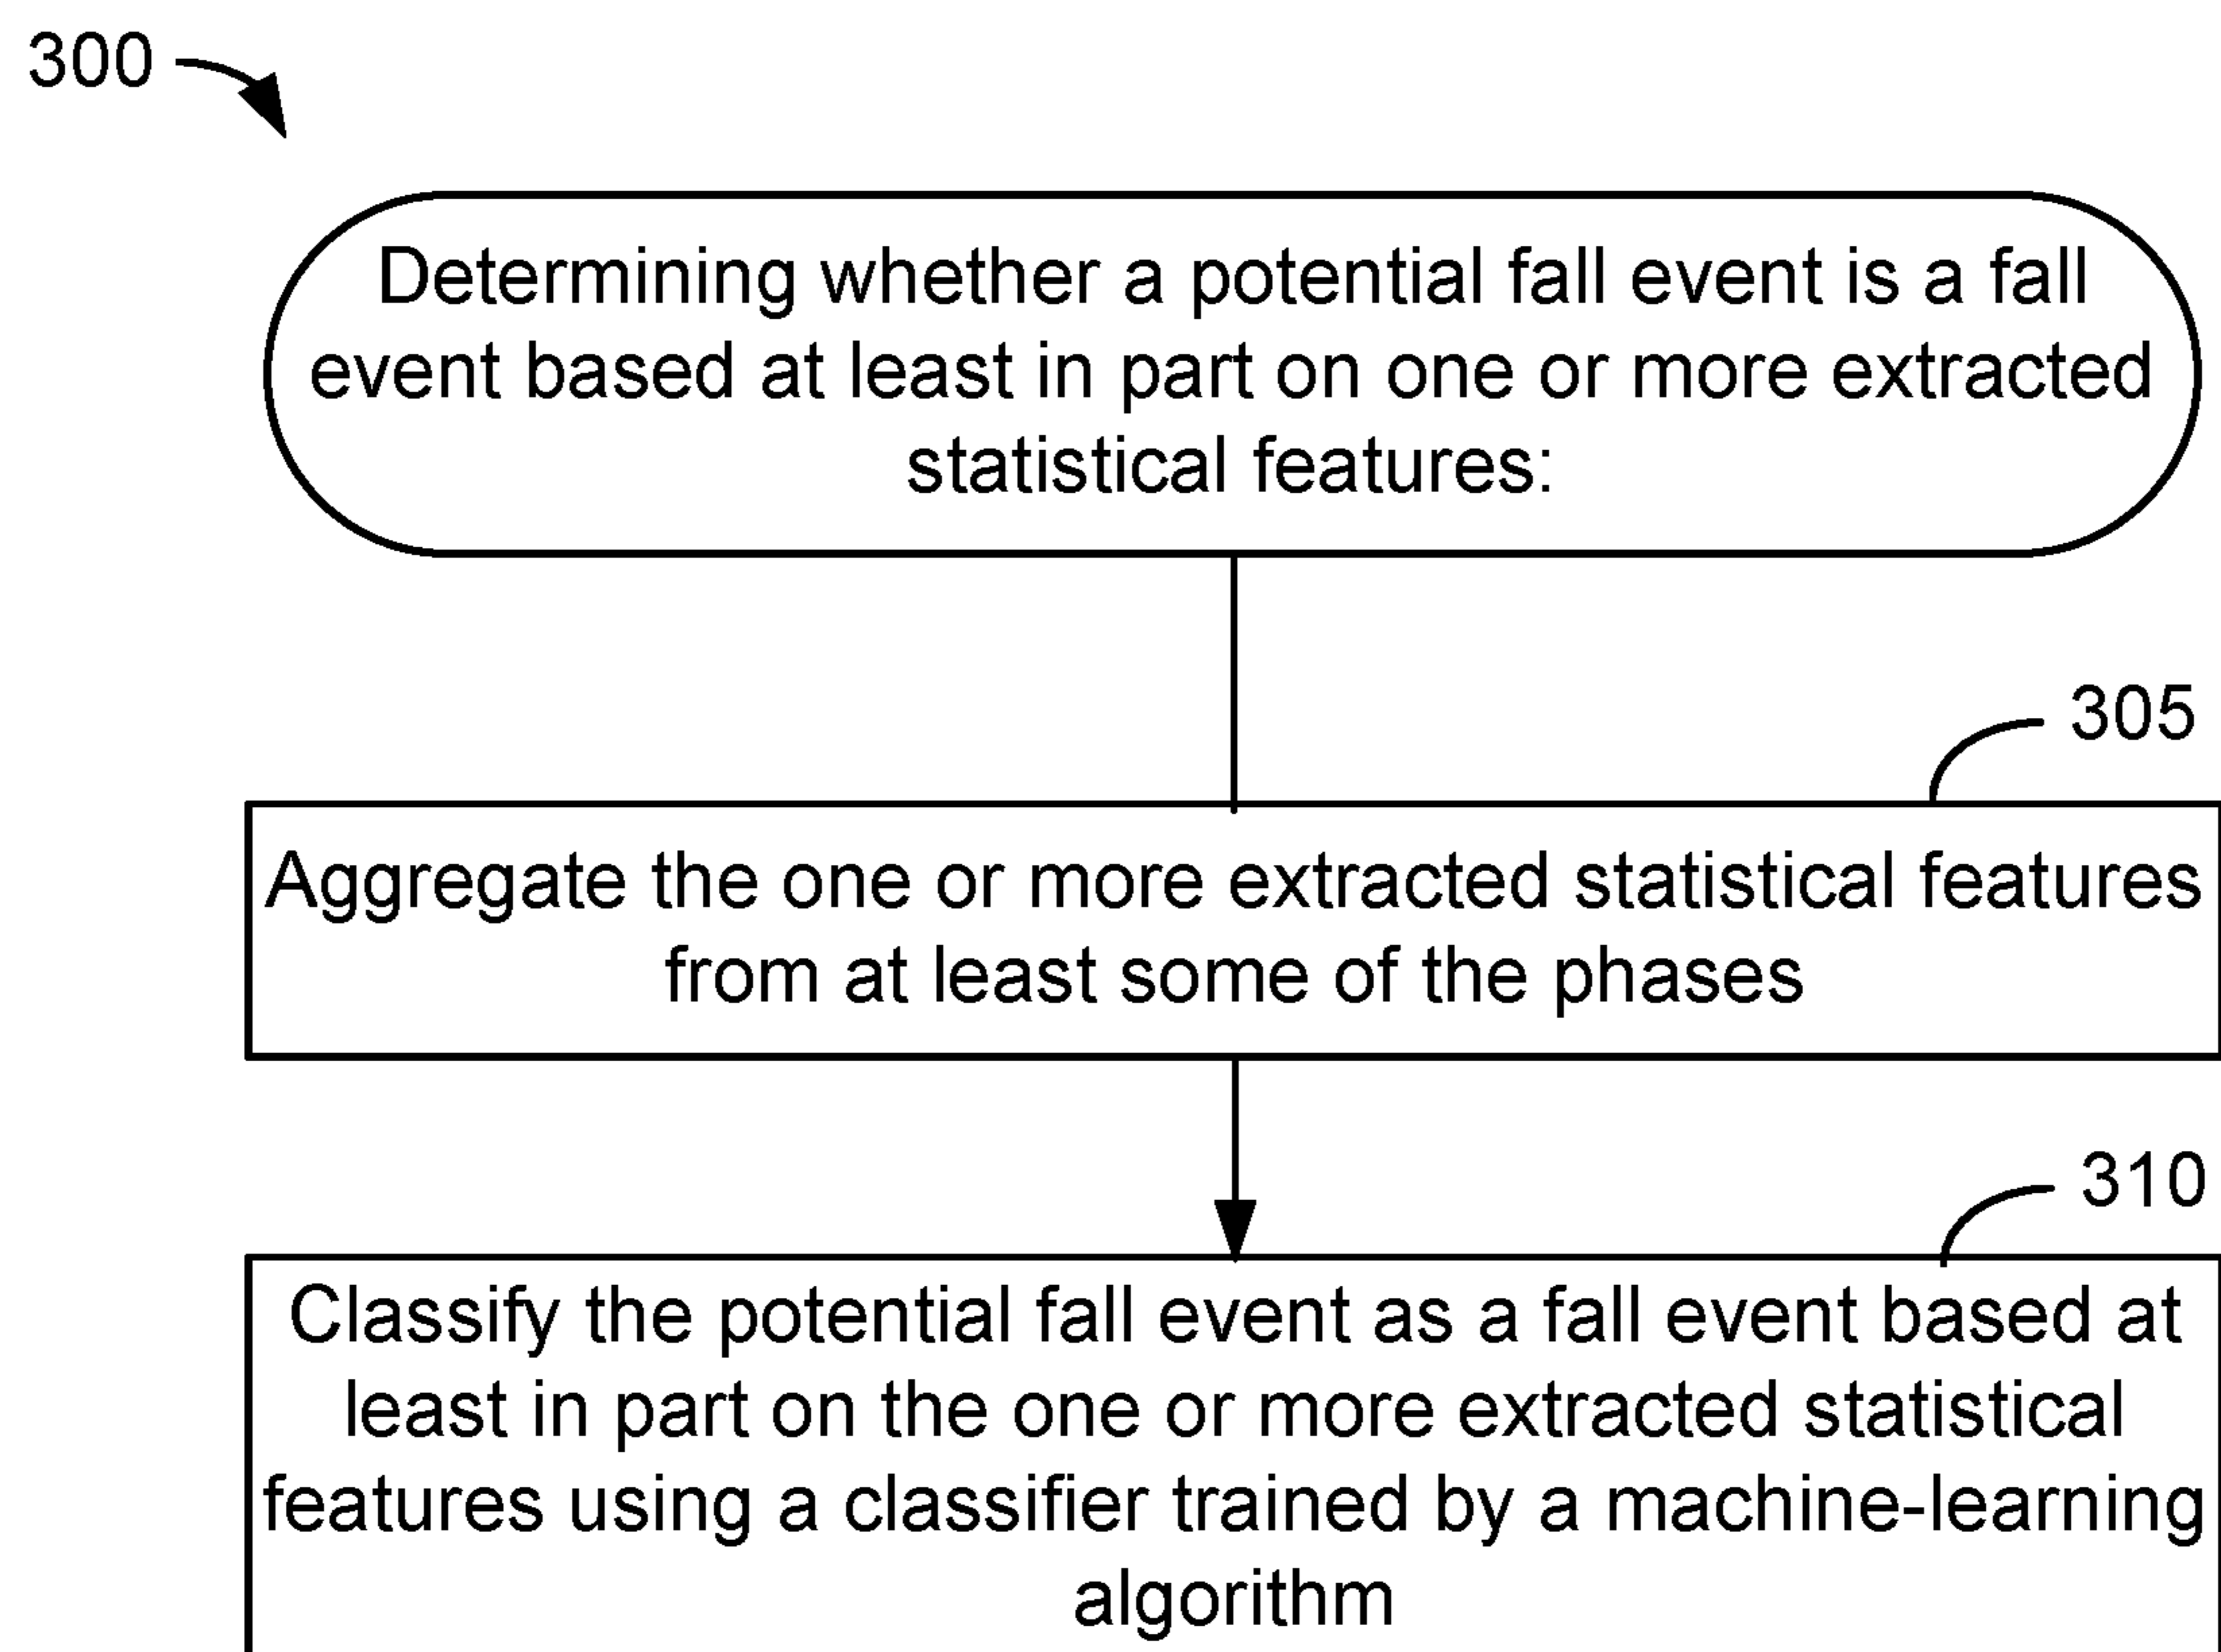 300
Determining whether a potential fall event is a fall
event based at least in part on one or more extracted
statistical features:
305
Aggregate the one or more extracted statistical features
from at least some of the phases
310
Classify the potential fall event as a fall event based at
least in part on the one or more extracted statistical
features using a classifier trained by a machine-learning
algorithm